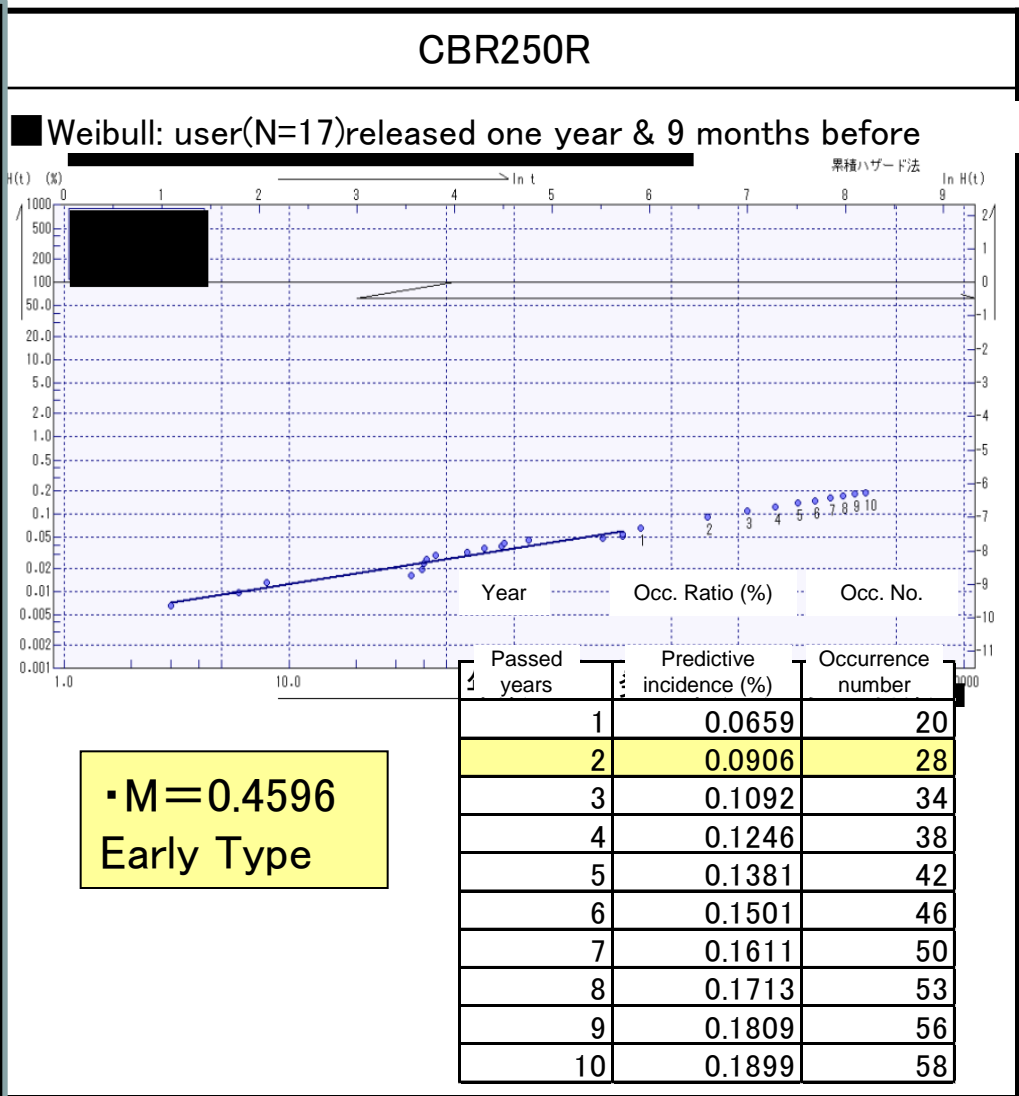 CBR250R
■Weibull: user(N=17)released one year & 9 months before
累積ハザード法
H(t) (%)
ln t
ln H(t)
0 1 2 3 4 5 6 7 8 9
1000
500
200
100
50.0
20.0
10.0
5.0
2.0
1.0
0.5
0.2
0.1
0.05
0.02
0.01
0.005
0.002
0.001
2
1
0
-1
-2
-3
-4
-5
-6
-7
-8
-9
-10
-11
1 2 3 4 5 6 7 8 9 10
1.0 10.0
Year Occ. Ratio (%) Occ. No.
Passed years Predictive incidence (%) Occurrence number
1 0.0659 20
2 0.0906 28
3 0.1092 34
4 0.1246 38
5 0.1381 42
6 0.1501 46
7 0.1611 50
8 0.1713 53
9 0.1809 56
10 0.1899 58
・M＝0.4596
Early Type